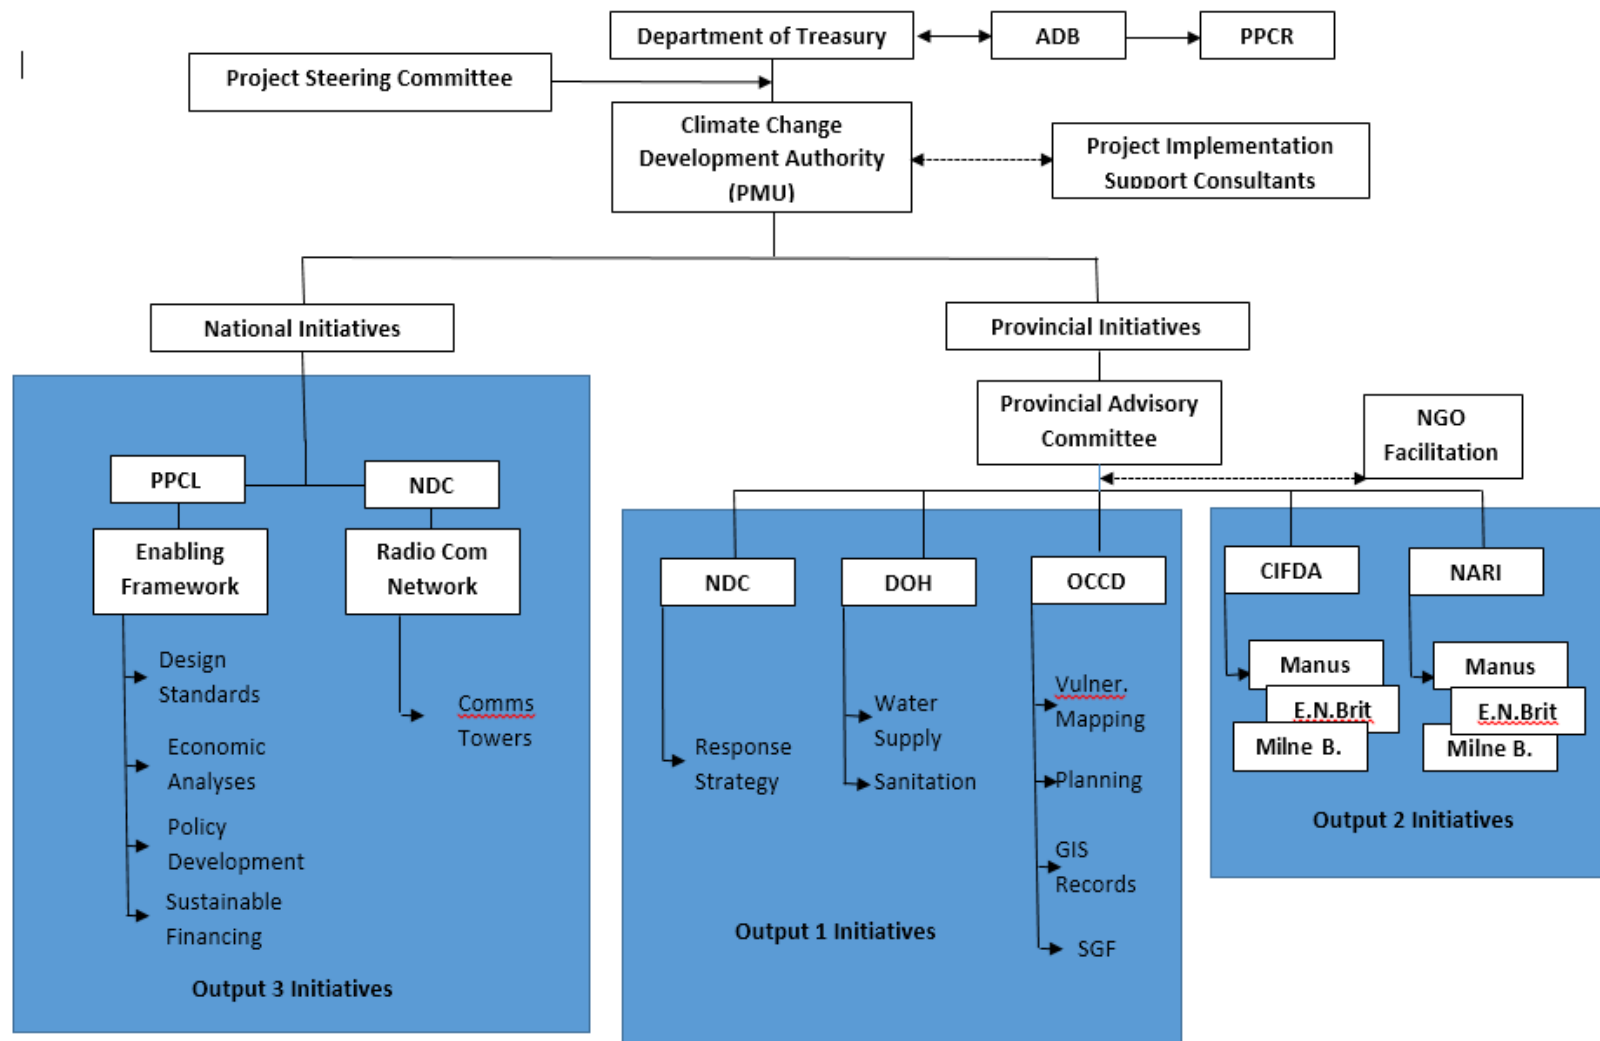 Department of Treasury
ADB
PPCR
Project Steering Committee
Climate Change
Development Authority
(PMU)
Project Implementation
Support Consultants
National Initiatives
Provincial Initiatives
Provincial Advisory
Committee
NGO
Facilitation
PPCL
NDC
Enabling
Framework
Radio Com
Network
Design
Standards
Economic
Analyses
Policy
Development
Sustainable
Financing
Comms
Towers
Output 3 Initiatives
NDC
DOH
OCCD
Response
Strategy
Water
Supply
Sanitation
Vulner.
Mapping
Planning
GIS
Records
SGF
Output 1 Initiatives
CIFDA
NARI
Manus
E.N.Brit
Milne B.
Manus
E.N.Brit
Milne B.
Output 2 Initiatives